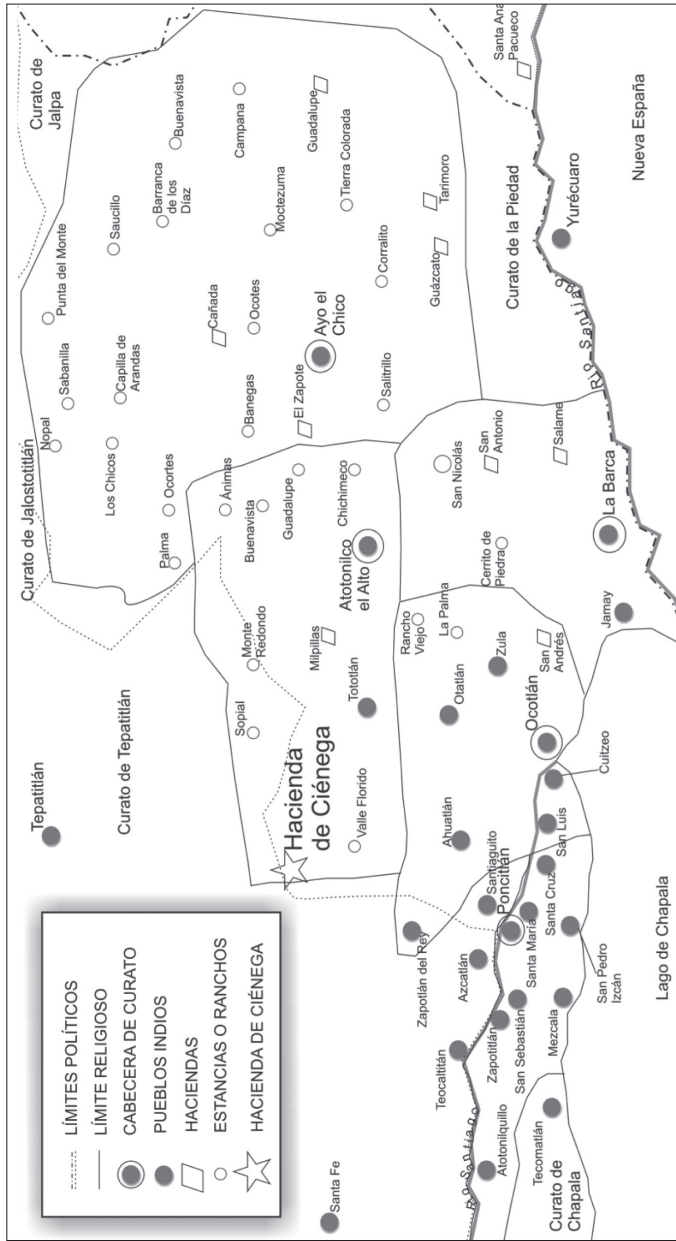 LÍMITES POLÍTICOS
LÍMITE RELIGIOSO
CABECERA DE CURATO
PUEBLOS INDIOS
HACIENDAS
ESTANCIAS O RANCHOS
HACIENDA DE CIÉNEGA
Tepatitlán
Curato de Tepatitlán
Curato de Jalostotitlán
Curato de
Jalpa
Nopal
Sabanilla
Punta del Monte
Los Chicos
Capilla de
Arandas
Saucillo
Palma
Ocortes
Barranca
de los
Díaz
Buenavista
Sopial
Monte
Redondo
Ánimas
Buenavista
Banegas
Cañada
Ocotes
Moctezuma
Campana
Hacienda
de Ciénega
Guadalupe
El Zapote
Ayo el
Chico
Tierra Colorada
Guadalupe
Santa Fe
Valle Florido
Tototlán
Milpillas
Atotonilco
el Alto
Chichimeco
Salitrillo
Corralito
Zapotlán del Rey
Rancho
Viejo
Guázcato
Tarimoro
Santa Ana
Pacueco
Teocaltitán
Azcatlán
Santiaguito
Ahuatlán
Otatlán
La Palma
San Nicolás
Curato de la Piedad
Río Santiago
Atotonilquillo
Zapotitlán
San Sebastián
Poncitlán
Santa María
Zula
Cerrito de
Piedra
San
Antonio
Santa Cruz
San Luis
Ocotlán
San
Andrés
Salame
Río Santiago
Yurécuaro
Nueva España
Tecomatlán
Mezcala
San Pedro
Izcán
Cuitzeo
Jamay
La Barca
Curato de
Chapala
Lago de Chapala